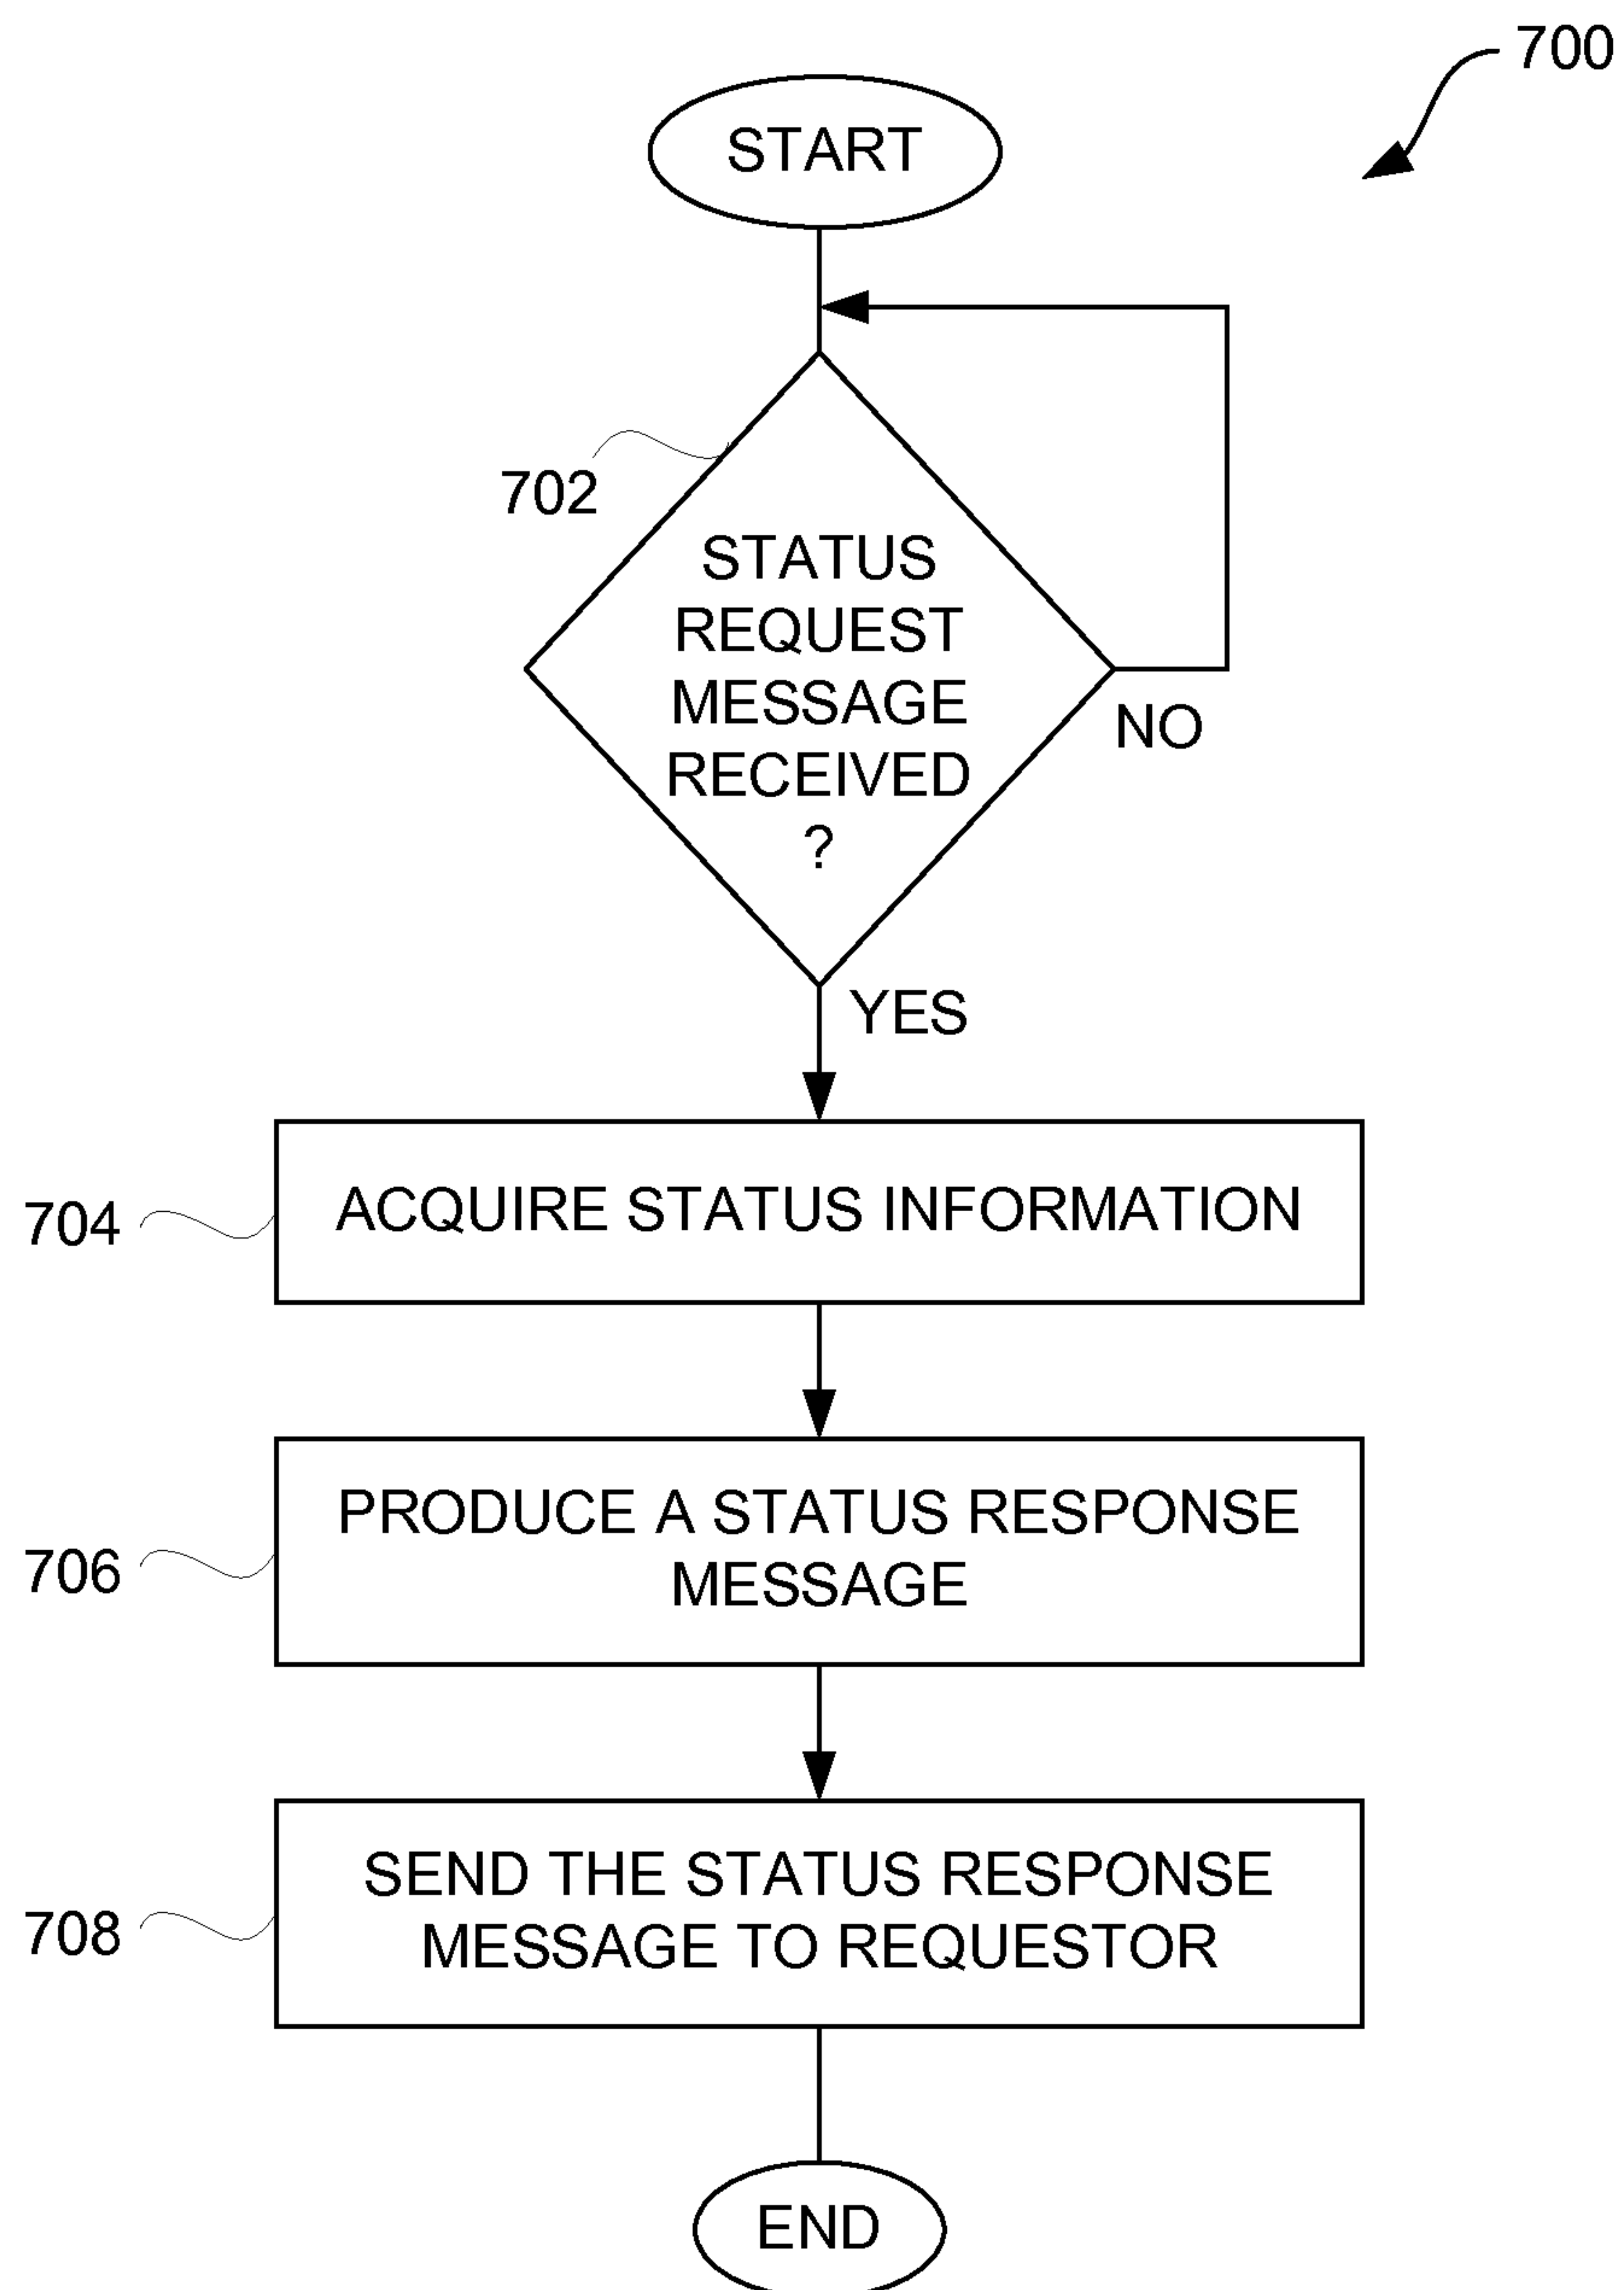 700
START
702
STATUS
REQUEST
MESSAGE
RECEIVED
?
NO
YES
704
ACQUIRE STATUS INFORMATION
706
PRODUCE A STATUS RESPONSE
MESSAGE
708
SEND THE STATUS RESPONSE
MESSAGE TO REQUESTOR
END